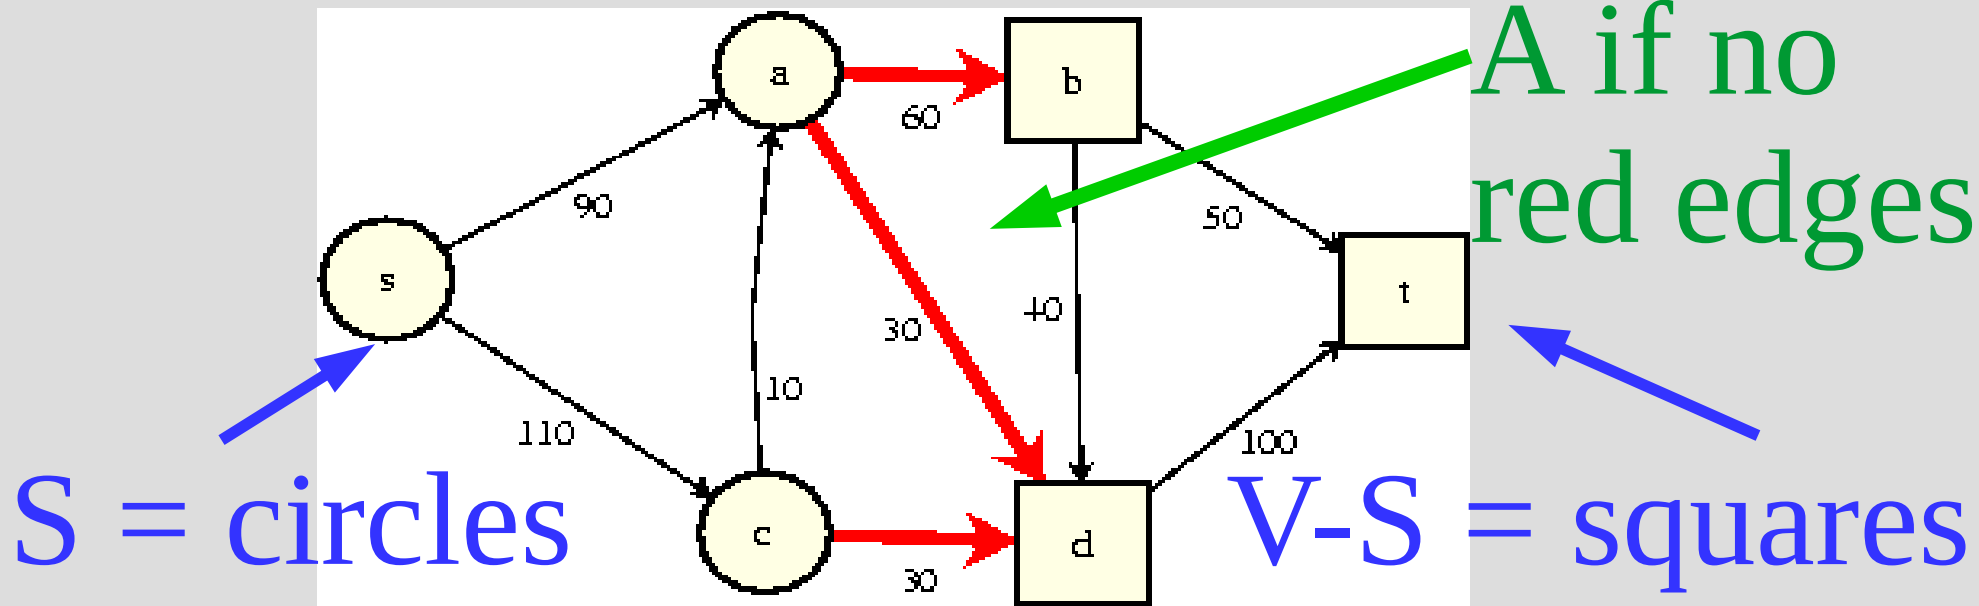 A if no
red edges
a
b
60
90
50
s
t
40
30
10
110
100
S = circles
V-S = squares
c
d
30